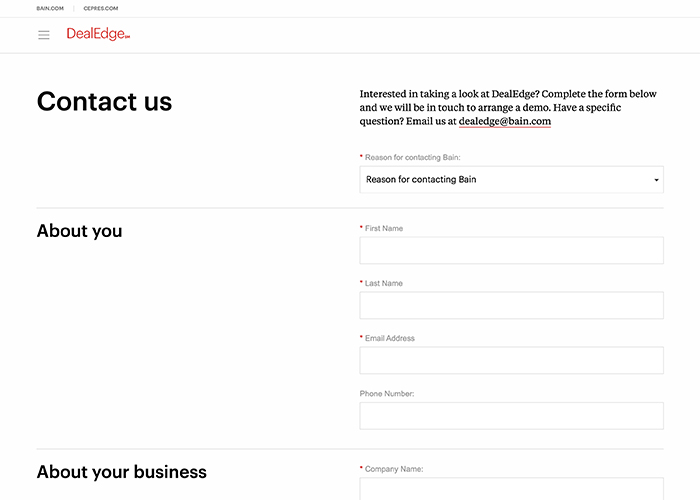 BAIN.COM | CEPRES.COM
DealEdge
Contact us
Interested in taking a look at DealEdge? Complete the form below
and we will be in touch to arrange a demo. Have a specific
question? Email us at dealedge@bain.com
* Reason for contacting Bain:
Reason for contacting Bain
About you
* First Name
* Last Name
* Email Address
Phone Number:
About your business
* Company Name: